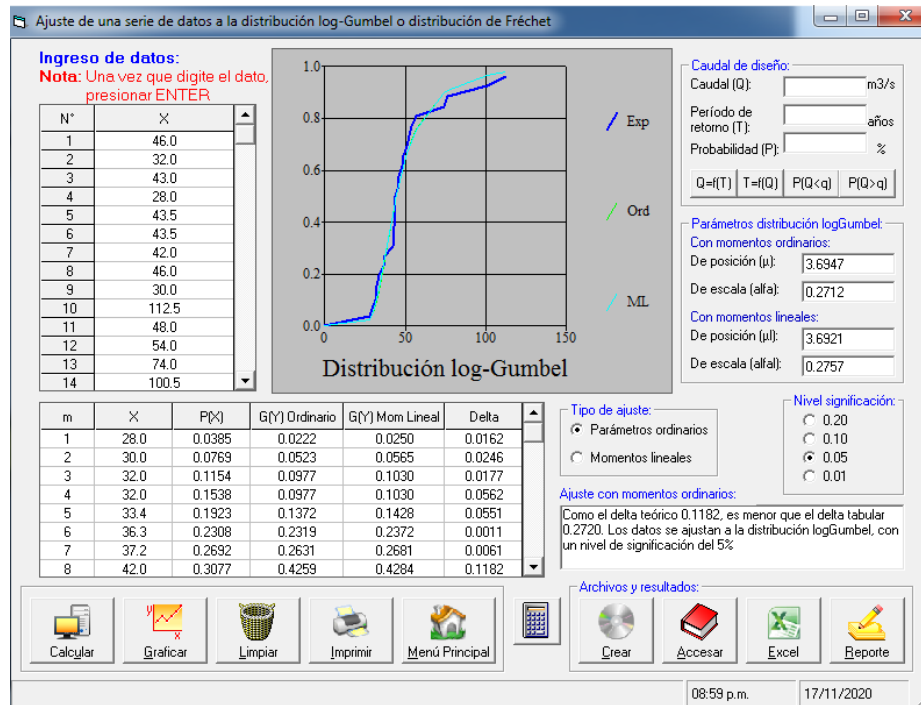 Ajuste de una serie de datos a la distribución log-Gumbel o distribución de Fréchet
Ingreso de datos:
Nota: Una vez que digite el dato,
presionar ENTER
N° X
1 46.0
2 32.0
3 43.0
4 28.0
5 43.5
6 43.5
7 42.0
8 46.0
9 30.0
10 112.5
11 48.0
12 54.0
13 74.0
14 100.5
1.0
0.8
0.6
0.4
0.2
0.0
0 50 100 150
Exp
Ord
ML
Distribución log-Gumbel
Caudal de diseño:
Caudal (Q): m3/s
Período de
retorno (T): años
Probabilidad (P): %
Q=f(T) T=f(Q) P(Q<q) P(Q>q)
Parámetros distribución logGumbel:
Con momentos ordinarios:
De posición (µ): 3.6947
De escala (alfa): 0.2712
Con momentos lineales:
De posición (µl): 3.6921
De escala (alfal): 0.2757
m X P(X) G(Y) Ordinario G(Y) Mom Lineal Delta
1 28.0 0.0385 0.0222 0.0250 0.0162
2 30.0 0.0769 0.0523 0.0565 0.0246
3 32.0 0.1154 0.0977 0.1030 0.0177
4 32.0 0.1538 0.0977 0.1030 0.0562
5 33.4 0.1923 0.1372 0.1428 0.0551
6 36.3 0.2308 0.2319 0.2372 0.0011
7 37.2 0.2692 0.2631 0.2681 0.0061
8 42.0 0.3077 0.4259 0.4284 0.1182
Tipo de ajuste:
Parámetros ordinarios
Momentos lineales
Nivel significación:
0.20
0.10
0.05
0.01
Ajuste con momentos ordinarios:
Como el delta teórico 0.1182, es menor que el delta tabular
0.2720. Los datos se ajustan a la distribución logGumbel, con
un nivel de significación del 5%
Calcular Graficar Limpiar Imprimir Menú Principal
Archivos y resultados:
Crear Accesar Excel Reporte
08:59 p.m. 17/11/2020